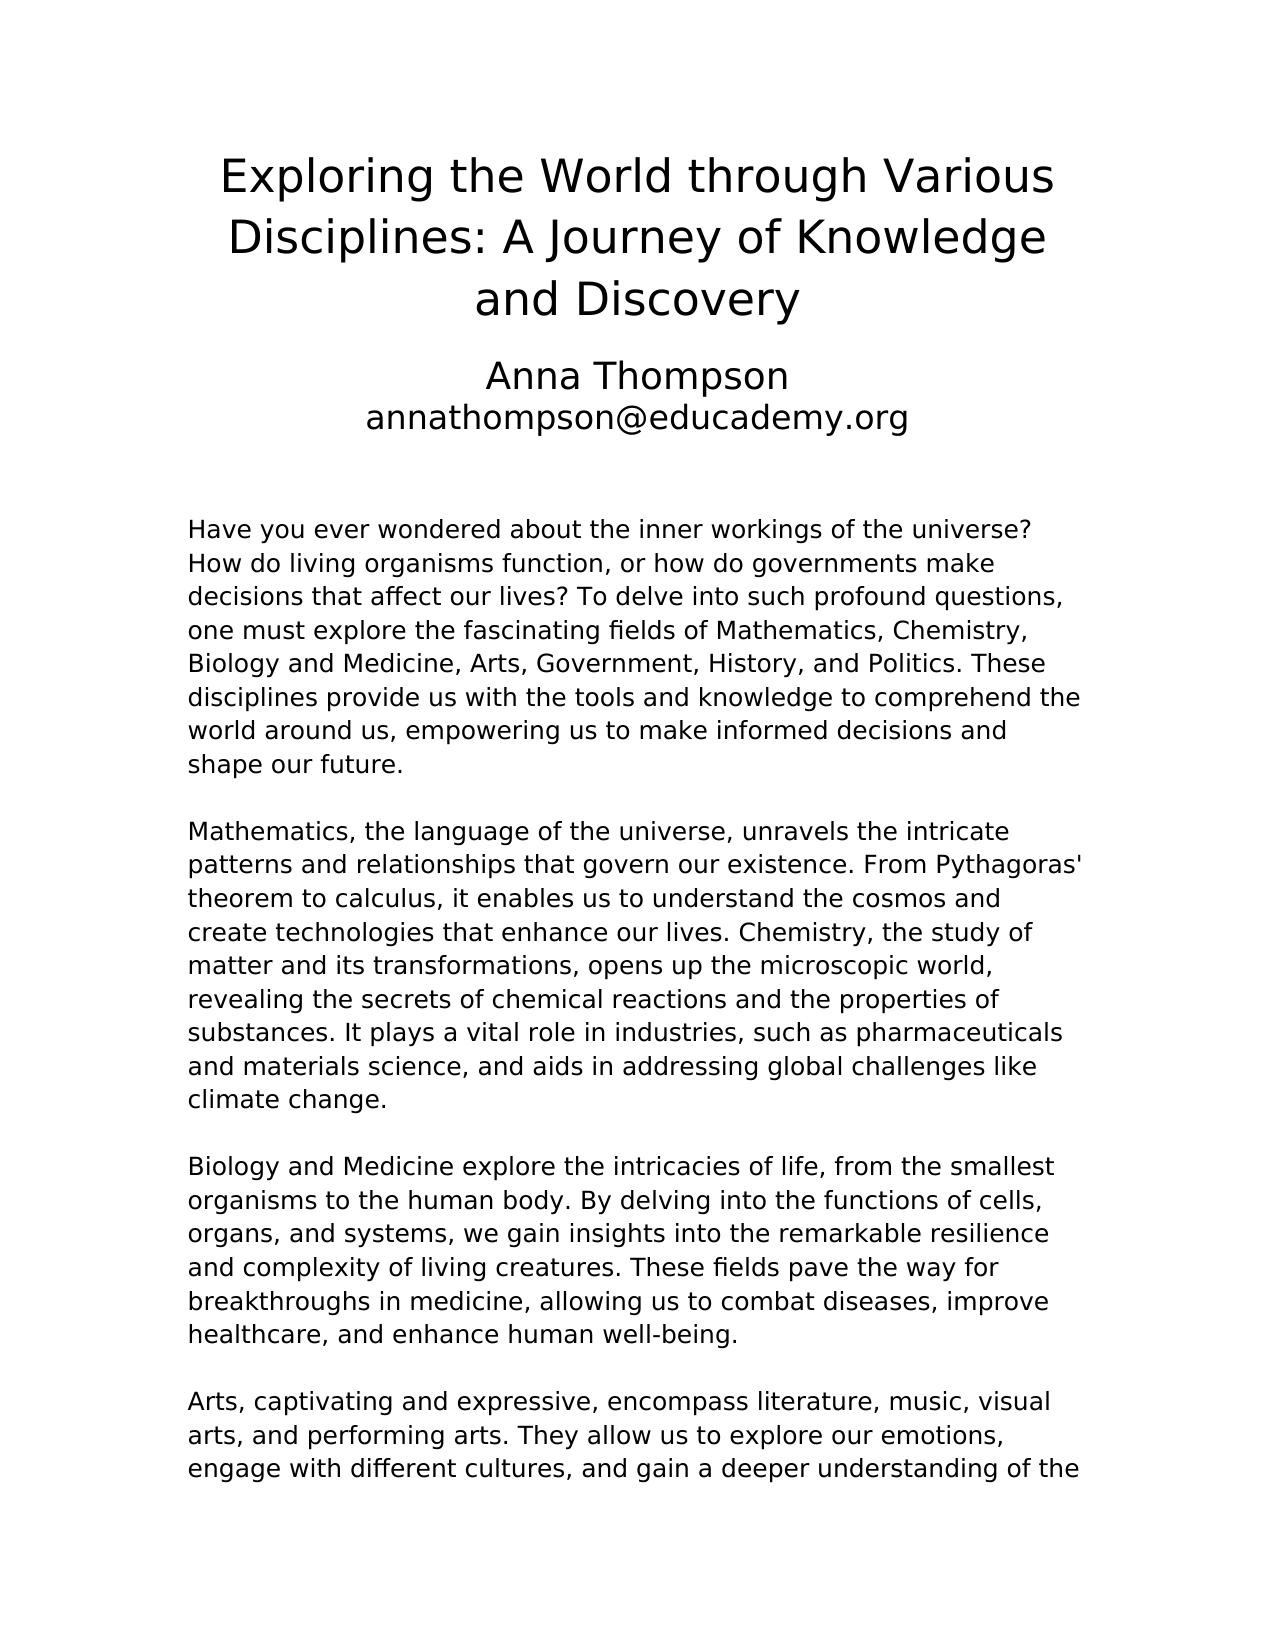 Exploring the World through Various
Disciplines: A Journey of Knowledge
and Discovery
Anna Thompson
annathompson@educademy.org
Have you ever wondered about the inner workings of the universe?
How do living organisms function, or how do governments make
decisions that affect our lives? To delve into such profound questions,
one must explore the fascinating fields of Mathematics, Chemistry,
Biology and Medicine, Arts, Government, History, and Politics. These
disciplines provide us with the tools and knowledge to comprehend the
world around us, empowering us to make informed decisions and
shape our future.
Mathematics, the language of the universe, unravels the intricate
patterns and relationships that govern our existence. From Pythagoras'
theorem to calculus, it enables us to understand the cosmos and
create technologies that enhance our lives. Chemistry, the study of
matter and its transformations, opens up the microscopic world,
revealing the secrets of chemical reactions and the properties of
substances. It plays a vital role in industries, such as pharmaceuticals
and materials science, and aids in addressing global challenges like
climate change.
Biology and Medicine explore the intricacies of life, from the smallest
organisms to the human body. By delving into the functions of cells,
organs, and systems, we gain insights into the remarkable resilience
and complexity of living creatures. These fields pave the way for
breakthroughs in medicine, allowing us to combat diseases, improve
healthcare, and enhance human well-being.
Arts, captivating and expressive, encompass literature, music, visual
arts, and performing arts. They allow us to explore our emotions,
engage with different cultures, and gain a deeper understanding of the